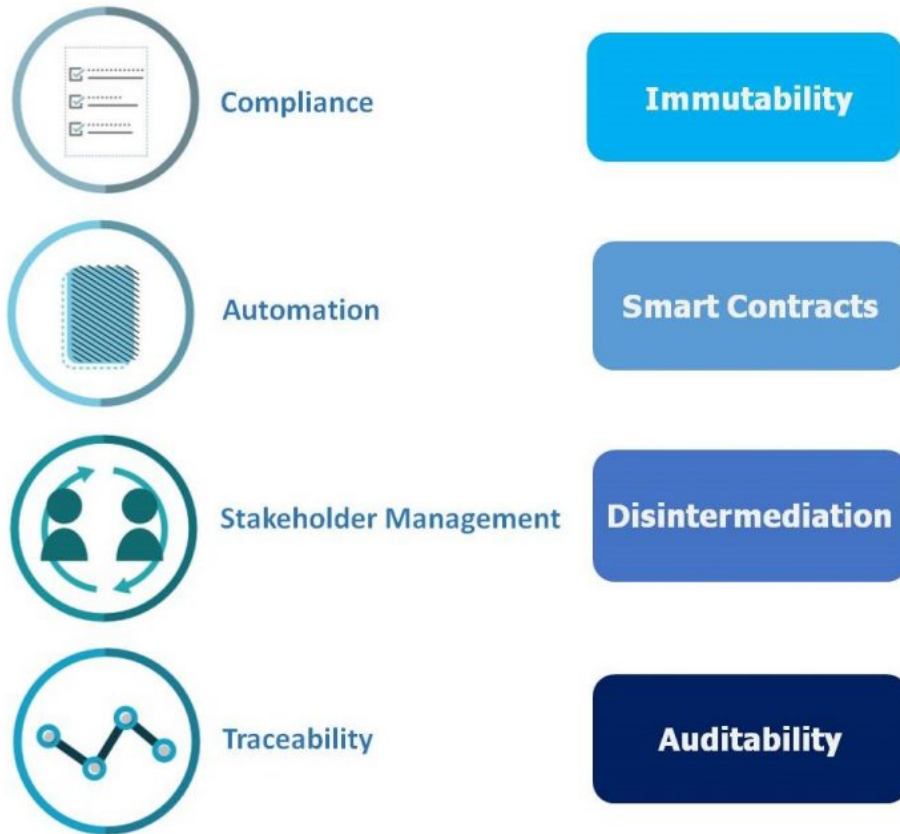 Compliance
Immutability
Automation
Smart Contracts
Stakeholder Management
Disintermediation
Traceability
Auditability